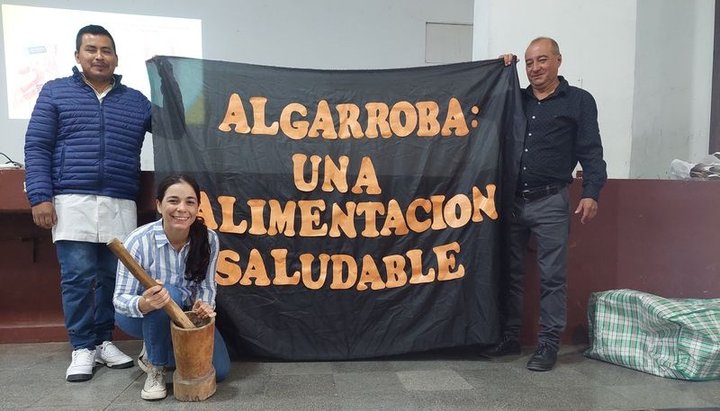 ALGARROBA:
UNA
ALIMENTACION
SALUDABLE